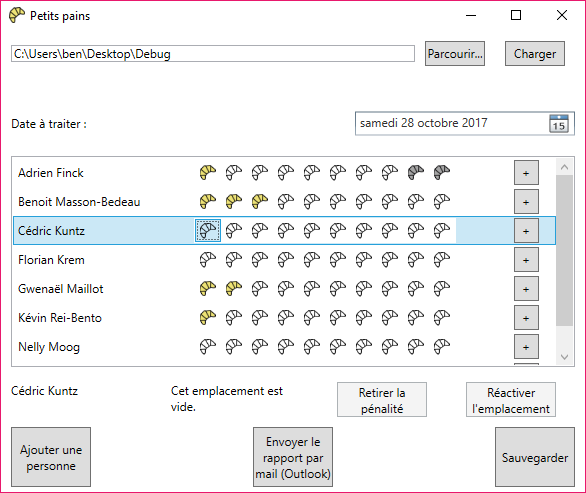 Petits pains
C:\Users\ben\Desktop\Debug
Parcourir...
Charger
Date à traiter :
samedi 28 octobre 2017
15
Adrien Finck
+
Benoit Masson-Bedeau
+
Cédric Kuntz
+
Florian Krem
+
Gwenaël Maillot
+
Kévin Rei-Bento
+
Nelly Moog
+
Cédric Kuntz
Cet emplacement est
vide.
Retirer la
pénalité
Réactiver
l'emplacement
Ajouter une
personne
Envoyer le
rapport par
mail (Outlook)
Sauvegarder